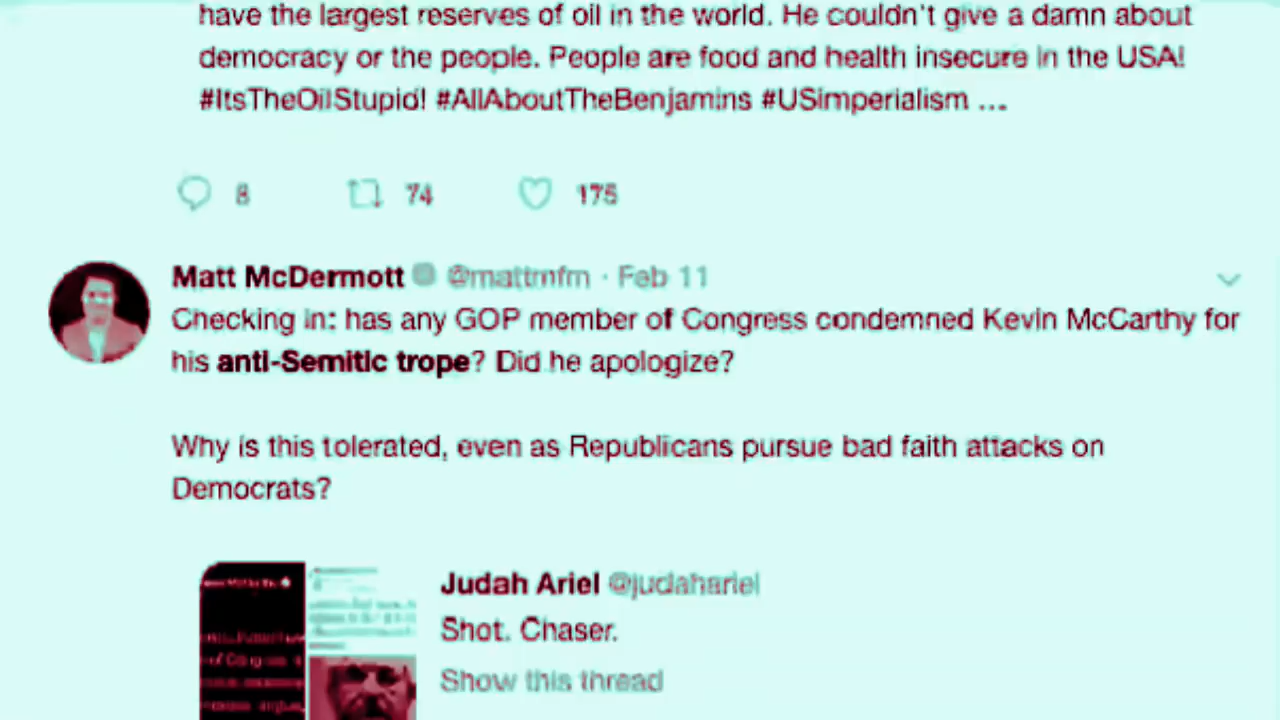 have the largest reserves of oil in the world. He couldn't give a damn about
democracy or the people. People are food and health insecure in the USA!
#ItsTheOilStupid! #AllAboutTheBenjamins #USimperialism ...
8 74 175
Matt McDermott @mattmfm · Feb 11
Checking in: has any GOP member of Congress condemned Kevin McCarthy for
his anti-Semitic trope? Did he apologize?
Why is this tolerated, even as Republicans pursue bad faith attacks on
Democrats?
Judah Ariel @judahariel
Shot. Chaser.
Show this thread